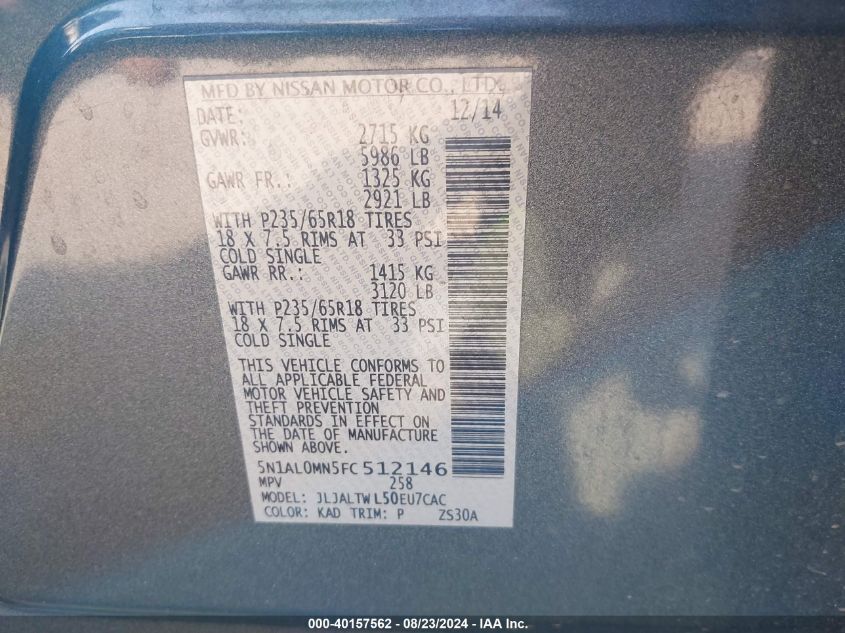 MFD BY NISSAN MOTOR CO., LTD.
DATE: 12/14
GVWR: 2715 KG
5986 LB
GAWR FR.: 1325 KG
2921 LB
WITH P235/65R18 TIRES
18 X 7.5 RIMS AT 33 PSI
COLD SINGLE
GAWR RR.: 1415 KG
3120 LB
WITH P235/65R18 TIRES
18 X 7.5 RIMS AT 33 PSI
COLD SINGLE
THIS VEHICLE CONFORMS TO
ALL APPLICABLE FEDERAL
MOTOR VEHICLE SAFETY AND
THEFT PREVENTION
STANDARDS IN EFFECT ON
THE DATE OF MANUFACTURE
SHOWN ABOVE.
5N1AL0MN5FC512146
MPV 258
MODEL: JLJALTWL50EU7CAC
COLOR: KAD TRIM: P ZS30A
000-40157562 - 08/23/2024 - IAA Inc.